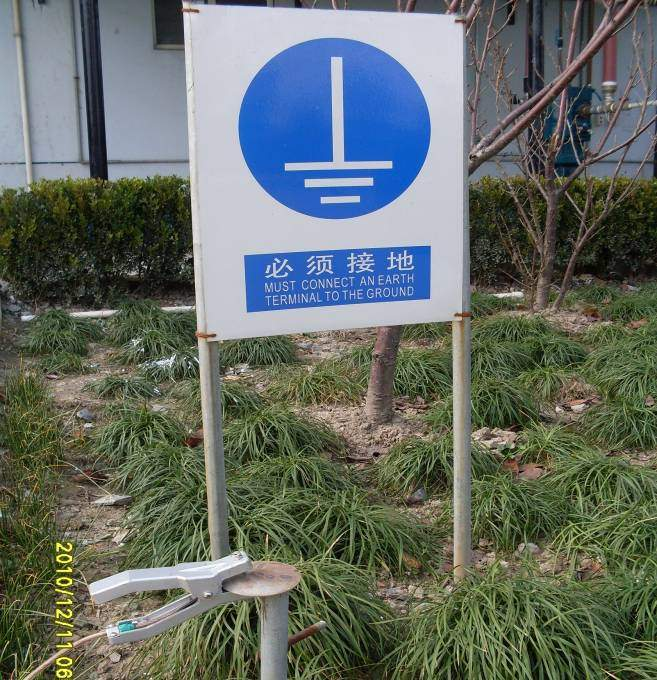 必须接地
MUST CONNECT AN EARTH
TERMINAL TO THE GROUND
2010/12/11 06